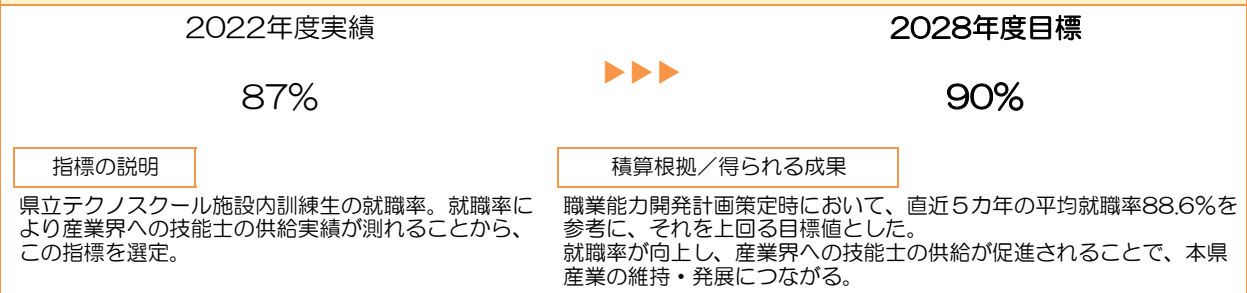 2022年度実績
2028年度目標
▶▶▶
87%
90%
指標の説明
県立テクノスクール施設内訓練生の就職率。就職率に
より産業界への技能士の供給実績が測れることから、
この指標を選定。
積算根拠／得られる成果
職業能力開発計画策定時において、直近５カ年の平均就職率88.6％を
参考に、それを上回る目標値とした。
就職率が向上し、産業界への技能士の供給が促進されることで、本県
産業の維持・発展につながる。